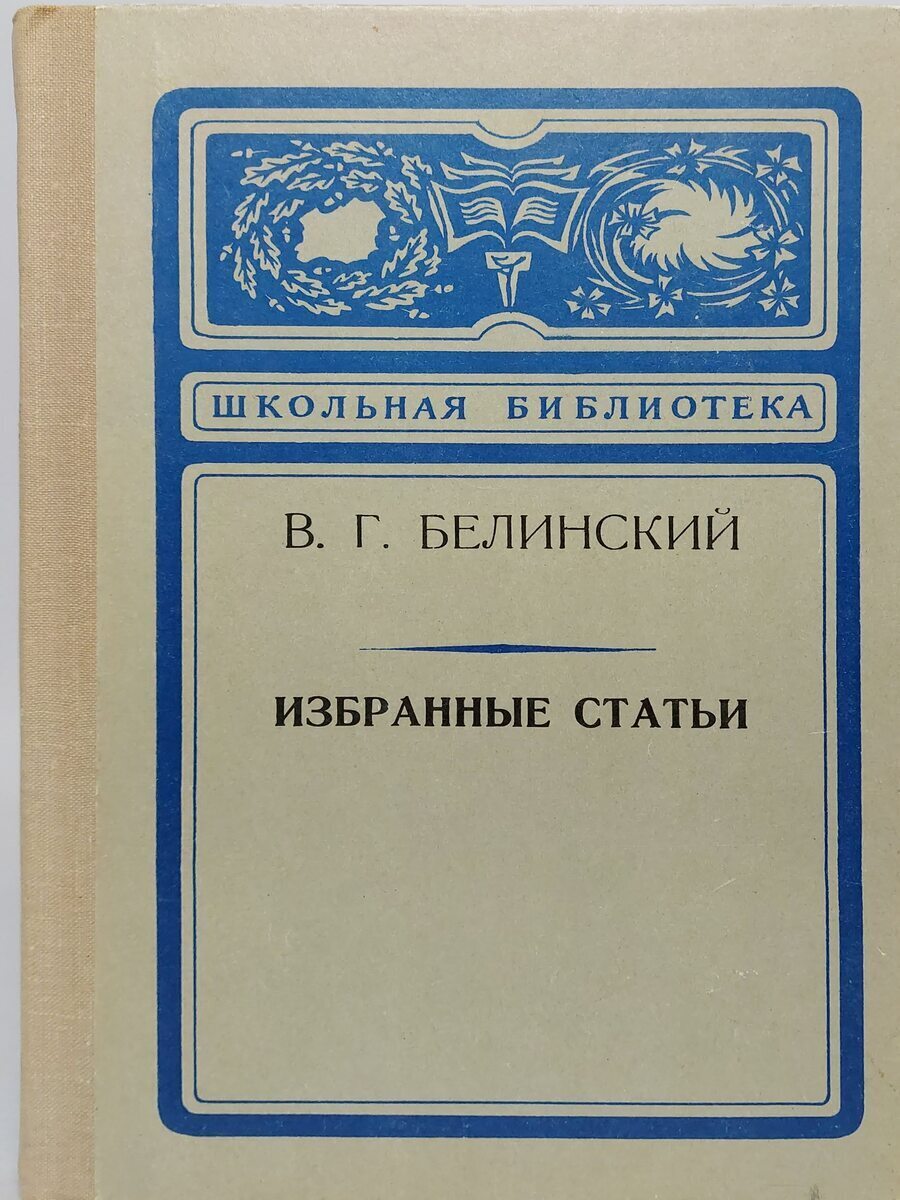 ШКОЛЬНАЯ БИБЛИОТЕКА
В. Г. БЕЛИНСКИЙ
ИЗБРАННЫЕ СТАТЬИ